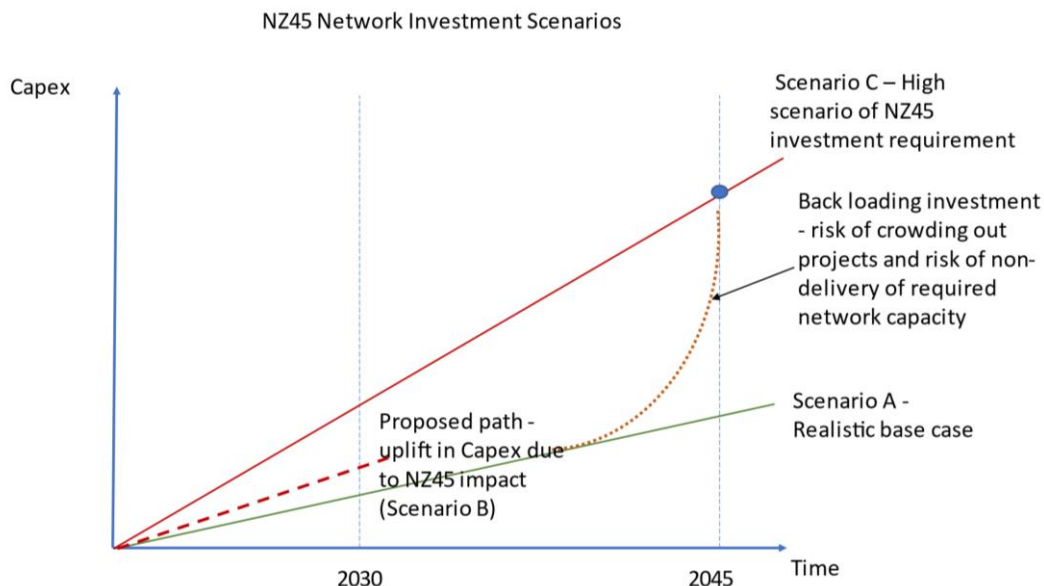 NZ45 Network Investment Scenarios
Capex
Scenario C – High
scenario of NZ45
investment requirement
Back loading investment
- risk of crowding out
projects and risk of non-
delivery of required
network capacity
Scenario A -
Realistic base case
Proposed path -
uplift in Capex due
to NZ45 impact
(Scenario B)
Time
2030
2045